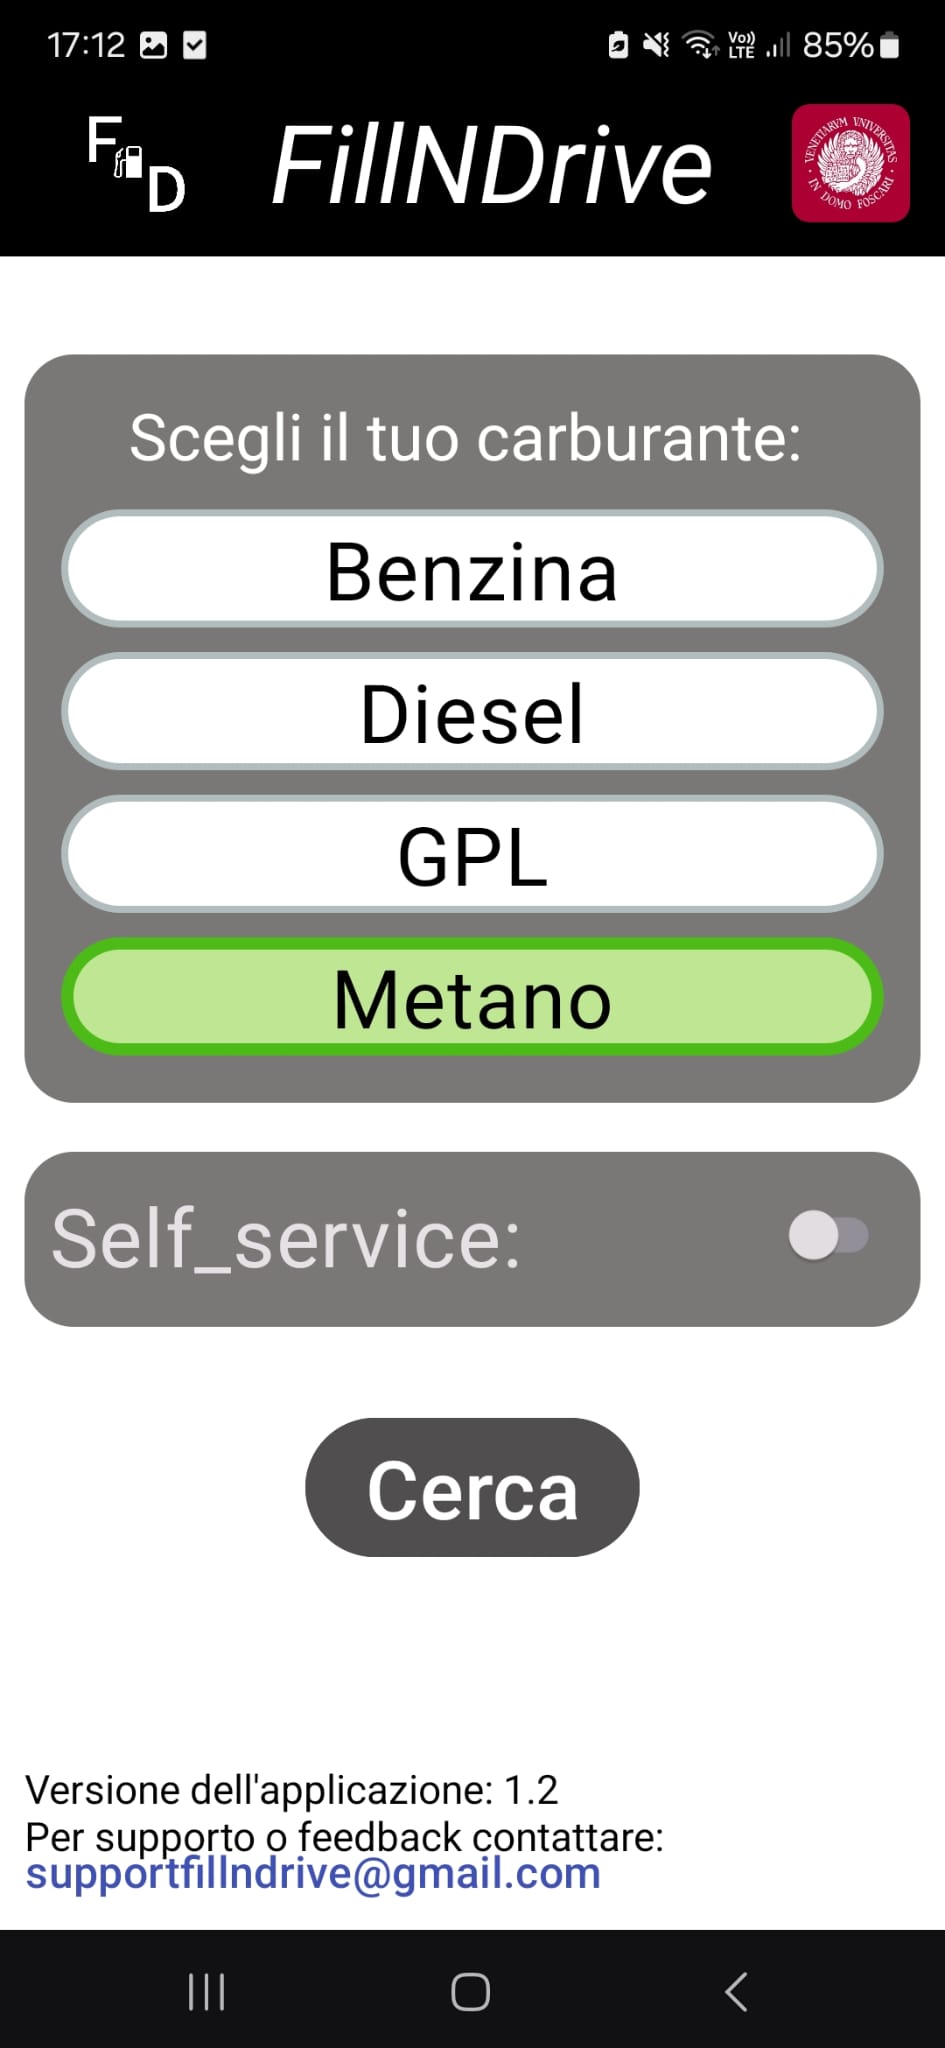 17:12
Vo)) LTE 85%
F D
FillNDrive
VENETIARVM VNIVERSITAS
IN DOMO FOSCARI
Scegli il tuo carburante:
Benzina
Diesel
GPL
Metano
Self_service:
Cerca
Versione dell'applicazione: 1.2
Per supporto o feedback contattare:
supportfillndrive@gmail.com